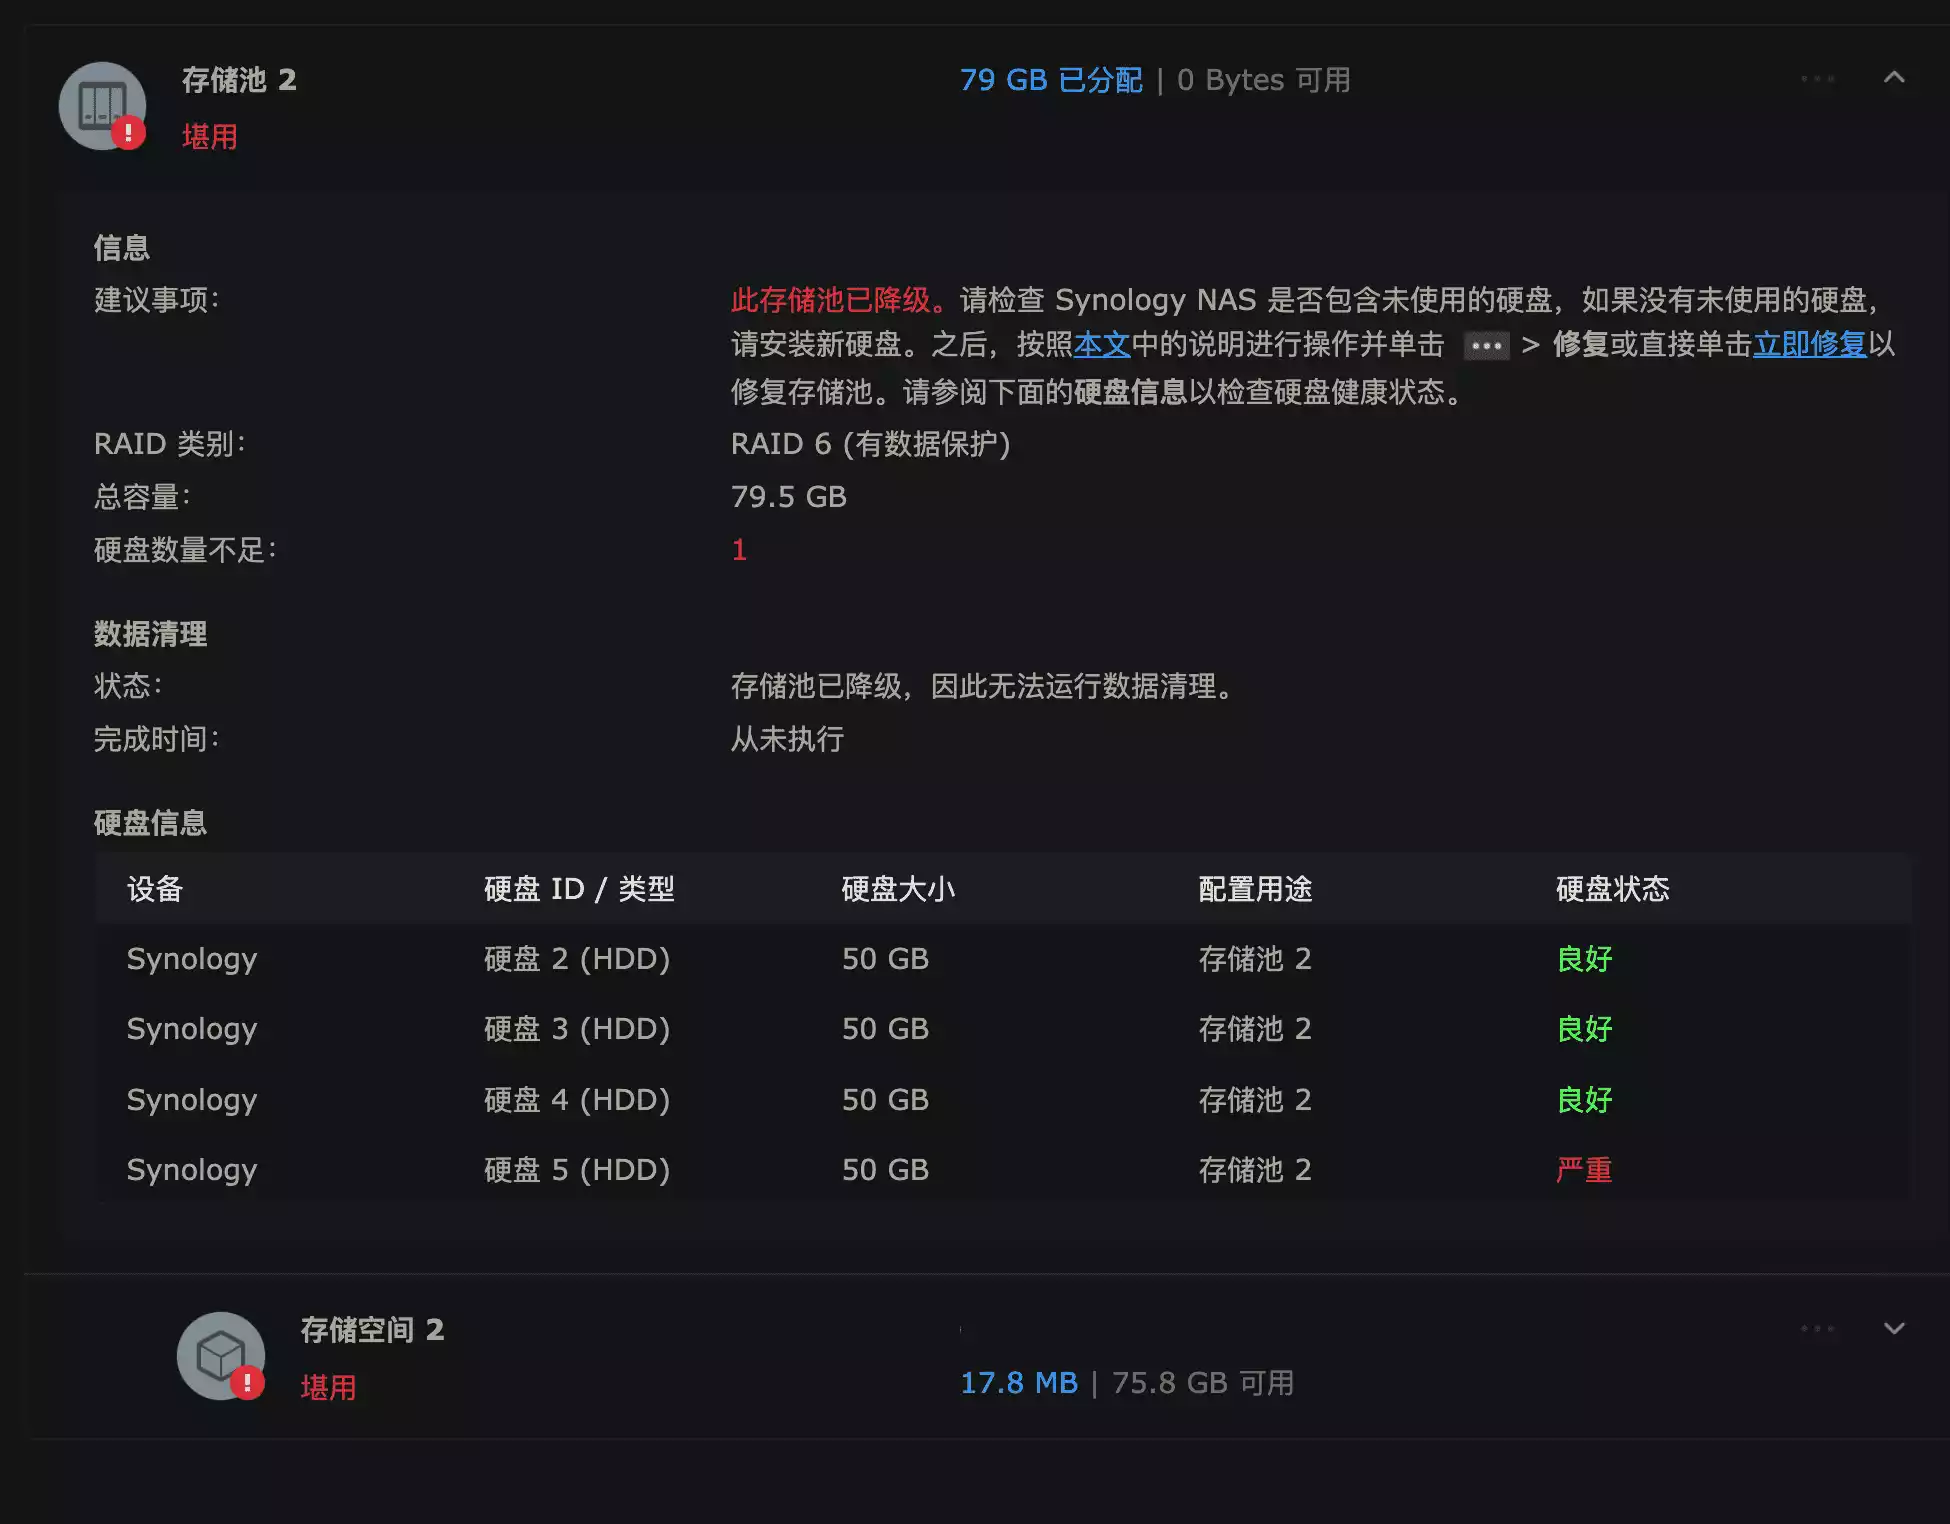 存储池 2
79 GB 已分配 | 0 Bytes 可用
堪用
信息
建议事项：
此存储池已降级。请检查 Synology NAS 是否包含未使用的硬盘，如果没有未使用的硬盘，
请安装新硬盘。之后，按照本文中的说明进行操作并单击 ··· > 修复或直接单击立即修复以
修复存储池。请参阅下面的硬盘信息以检查硬盘健康状态。
RAID 类别： RAID 6 (有数据保护)
总容量： 79.5 GB
硬盘数量不足： 1
数据清理
状态： 存储池已降级，因此无法运行数据清理。
完成时间： 从未执行
硬盘信息
设备 硬盘 ID / 类型 硬盘大小 配置用途 硬盘状态
Synology 硬盘 2 (HDD) 50 GB 存储池 2 良好
Synology 硬盘 3 (HDD) 50 GB 存储池 2 良好
Synology 硬盘 4 (HDD) 50 GB 存储池 2 良好
Synology 硬盘 5 (HDD) 50 GB 存储池 2 严重
存储空间 2
堪用
17.8 MB | 75.8 GB 可用